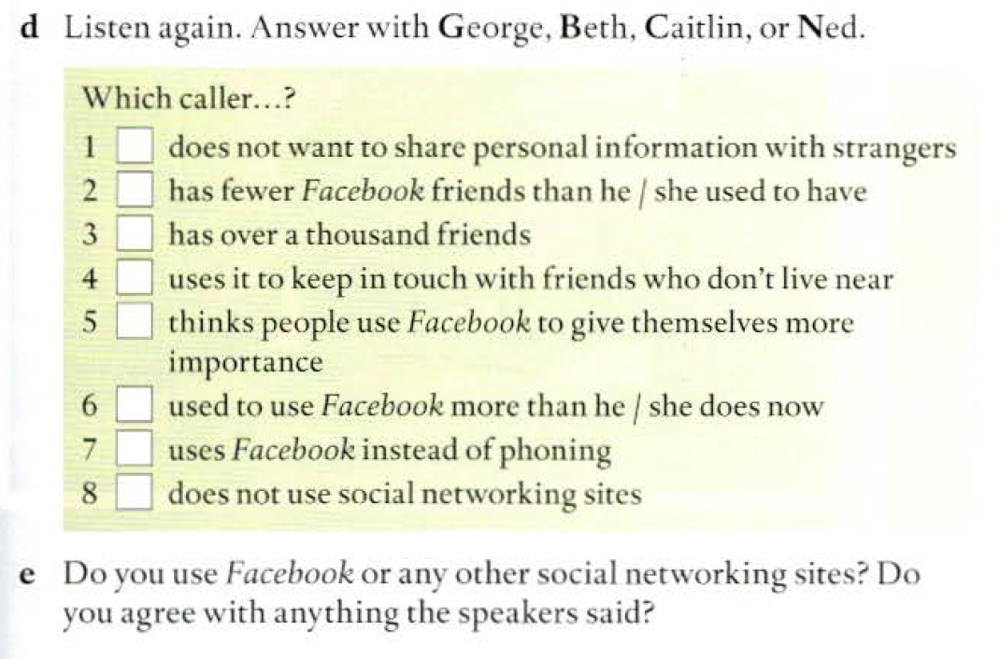 d Listen again. Answer with George, Beth, Caitlin, or Ned.
Which caller...?
1 does not want to share personal information with strangers
2 has fewer Facebook friends than he / she used to have
3 has over a thousand friends
4 uses it to keep in touch with friends who don't live near
5 thinks people use Facebook to give themselves more
importance
6 used to use Facebook more than he / she does now
7 uses Facebook instead of phoning
8 does not use social networking sites
e Do you use Facebook or any other social networking sites? Do
you agree with anything the speakers said?